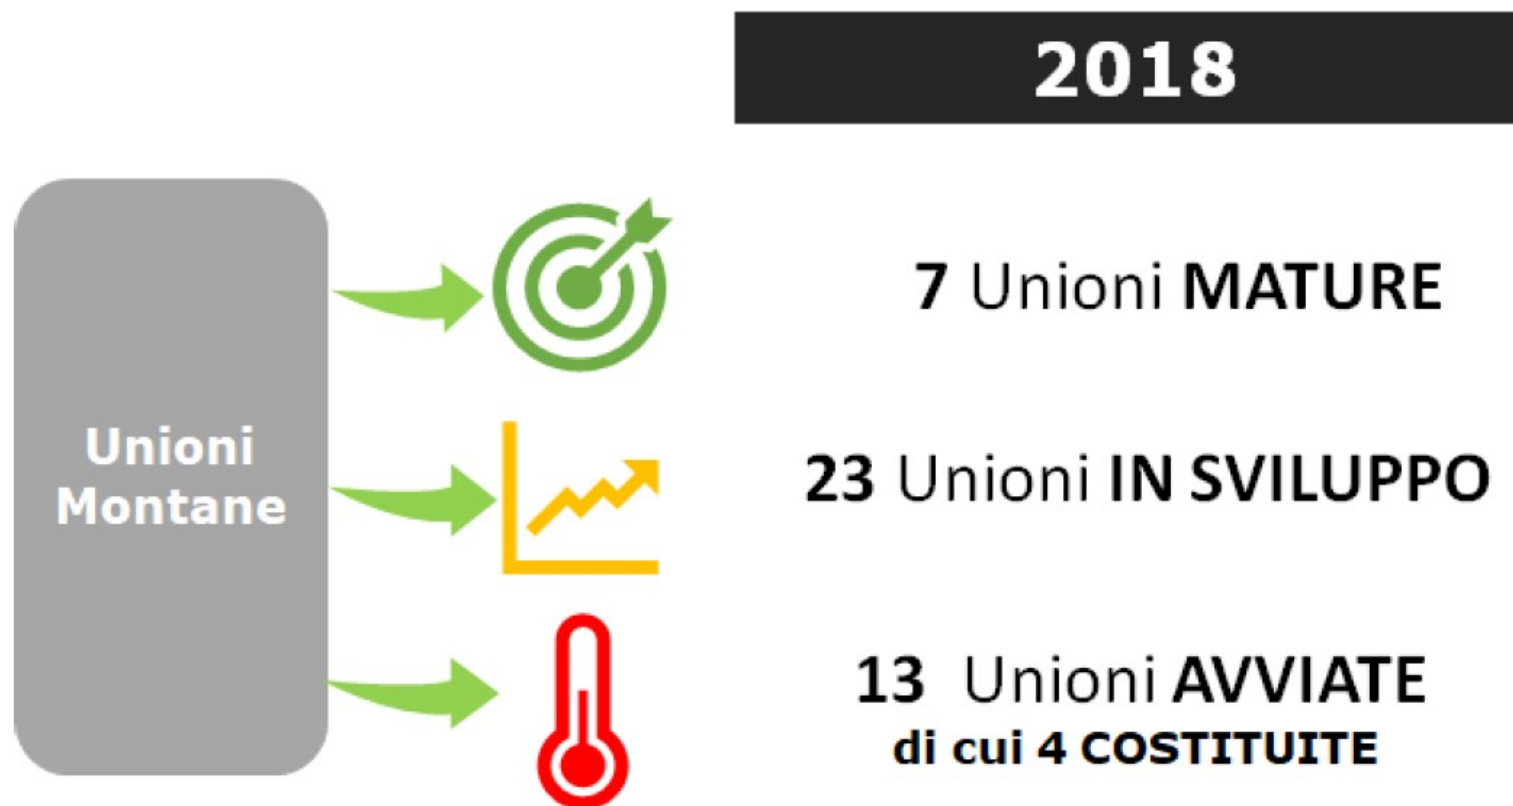 2018
Unioni
Montane
7 Unioni MATURE
23 Unioni IN SVILUPPO
13 Unioni AVVIATE
di cui 4 COSTITUITE